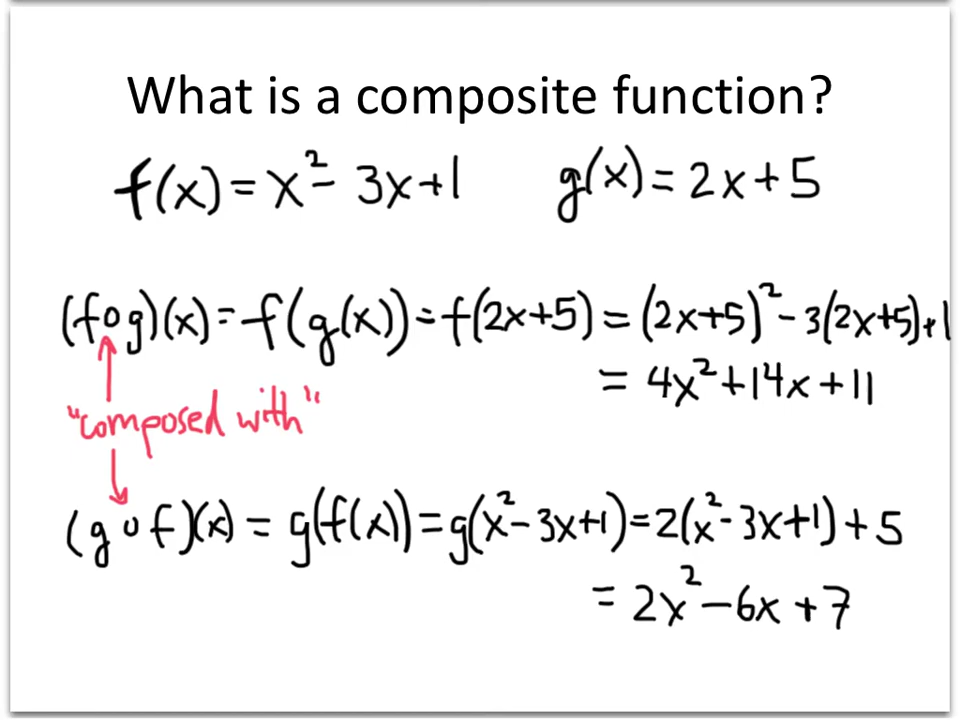 What is a composite function?
f(x) = x² - 3x+1 g(x) = 2x + 5
(f∘g)(x) = f(g(x)) = f(2x+5) = (2x+5)² - 3(2x+5)+1
= 4x² + 14x + 11
"composed with"
(g∘f)(x) = g(f(x)) = g(x² - 3x+1) = 2(x² - 3x+1) + 5
= 2x² - 6x + 7